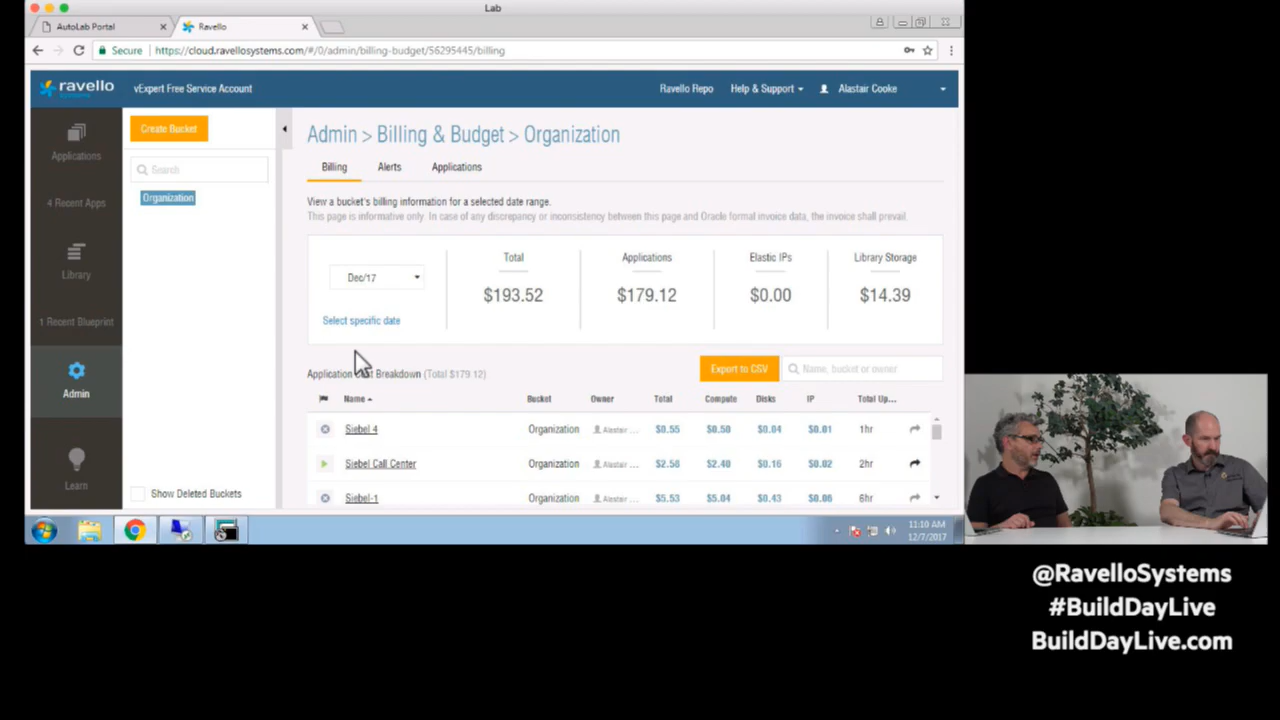 Lab
AutoLab Portal
Ravello
Secure
https://cloud.ravellosystems.com/#/0/admin/billing-budget/56295445/billing
ravello
systems
vExpert Free Service Account
Ravello Repo
Help & Support
Alastair Cooke
Applications
4 Recent Apps
Library
1 Recent Blueprint
Admin
Learn
Create Bucket
Search
Organization
Show Deleted Buckets
Admin > Billing & Budget > Organization
Billing Alerts Applications
View a bucket's billing information for a selected date range.
This page is informative only. In case of any discrepancy or inconsistency between this page and Oracle formal invoice data, the invoice shall prevail.
Dec/17
Select specific date
Total
$193.52
Applications
$179.12
Elastic IPs
$0.00
Library Storage
$14.39
Application Breakdown (Total $179.12)
Export to CSV
Name, bucket or owner
Name Bucket Owner Total Compute Disks IP Total Up...
Siebel 4 Organization Alastair ... $0.55 $0.50 $0.04 $0.01 1hr
Siebel Call Center Organization Alastair ... $2.58 $2.40 $0.16 $0.02 2hr
Siebel-1 Organization Alastair ... $5.53 $5.04 $0.43 $0.06 6hr
11:10 AM
12/7/2017
@RavelloSystems
#BuildDayLive
BuildDayLive.com